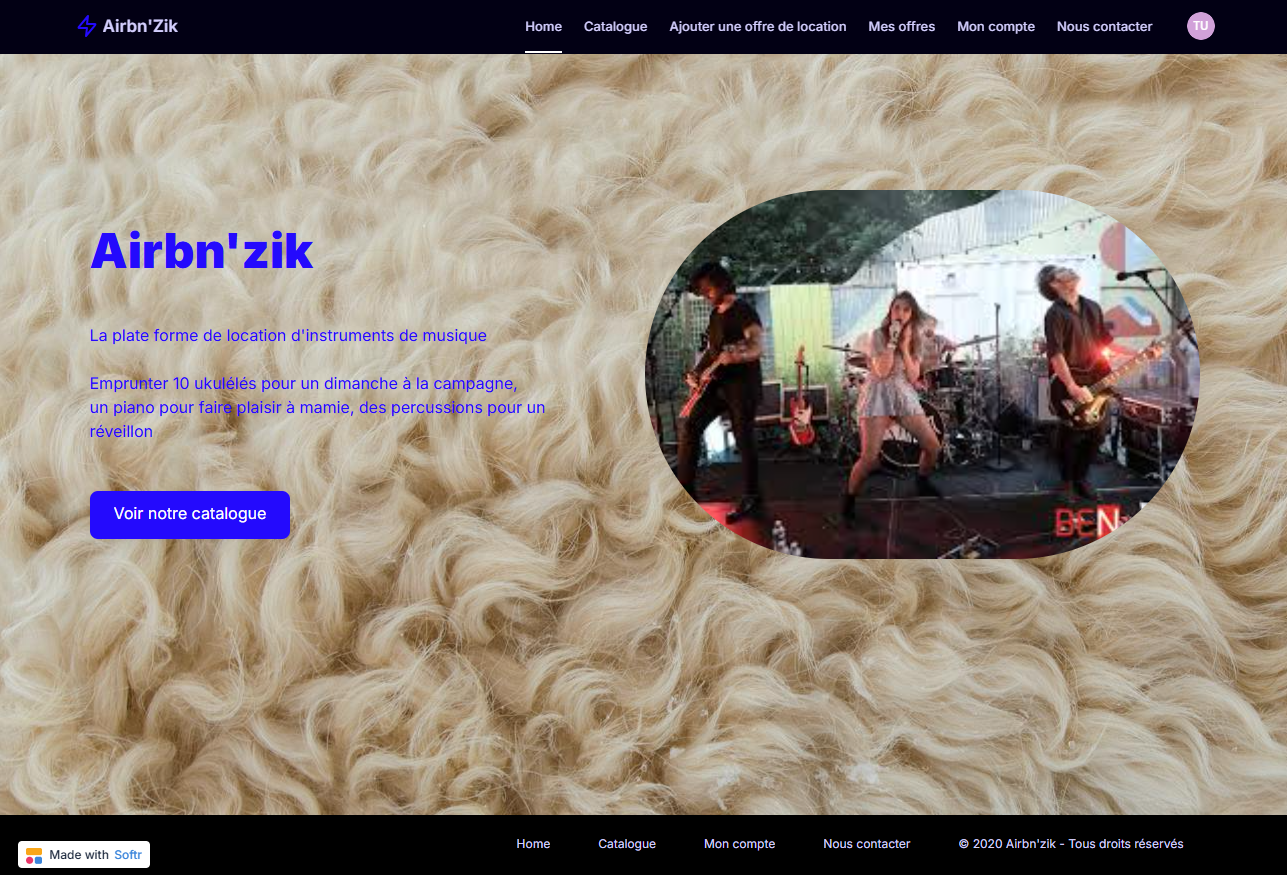 Airbn'Zik
Home
Catalogue
Ajouter une offre de location
Mes offres
Mon compte
Nous contacter
TU
Airbn'zik
La plate forme de location d'instruments de musique
Emprunter 10 ukulélés pour un dimanche à la campagne,
un piano pour faire plaisir à mamie, des percussions pour un
réveillon
Voir notre catalogue
BEN
Made with Softr
Home
Catalogue
Mon compte
Nous contacter
© 2020 Airbn'zik - Tous droits réservés